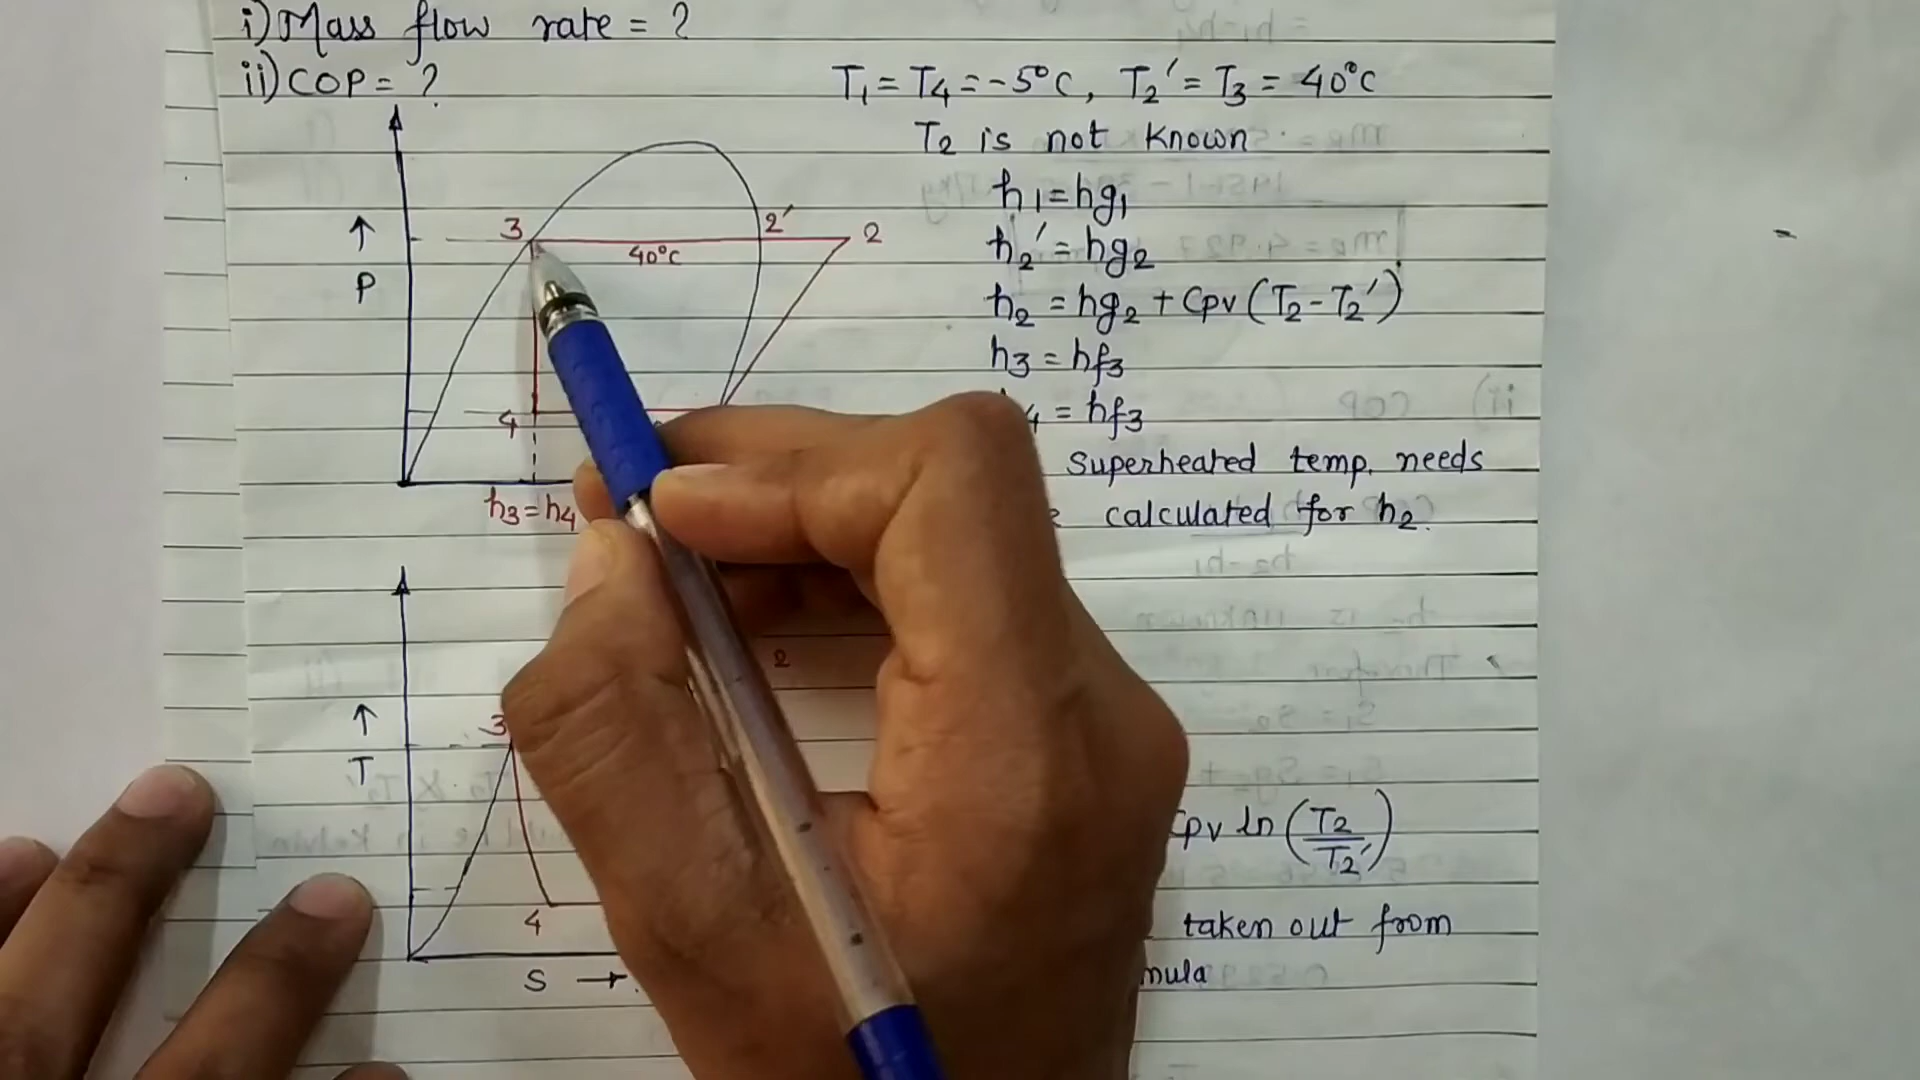 i) Mass flow rate = ?
ii) COP = ?
T1 = T4 = -5°C, T2' = T3 = 40°C
T2 is not known.
h1 = hg1
h2' = hg2
h2 = hg2 + Cpv (T2 - T2')
h3 = hf3
4 = hf3
Superheated temp. needs
calculated for h2.
↑
P
3
2'
2
40°C
4
h3 = h4
↑
T
3
2
4
S →
Cpv ln (T2/T2')
taken out from
mula